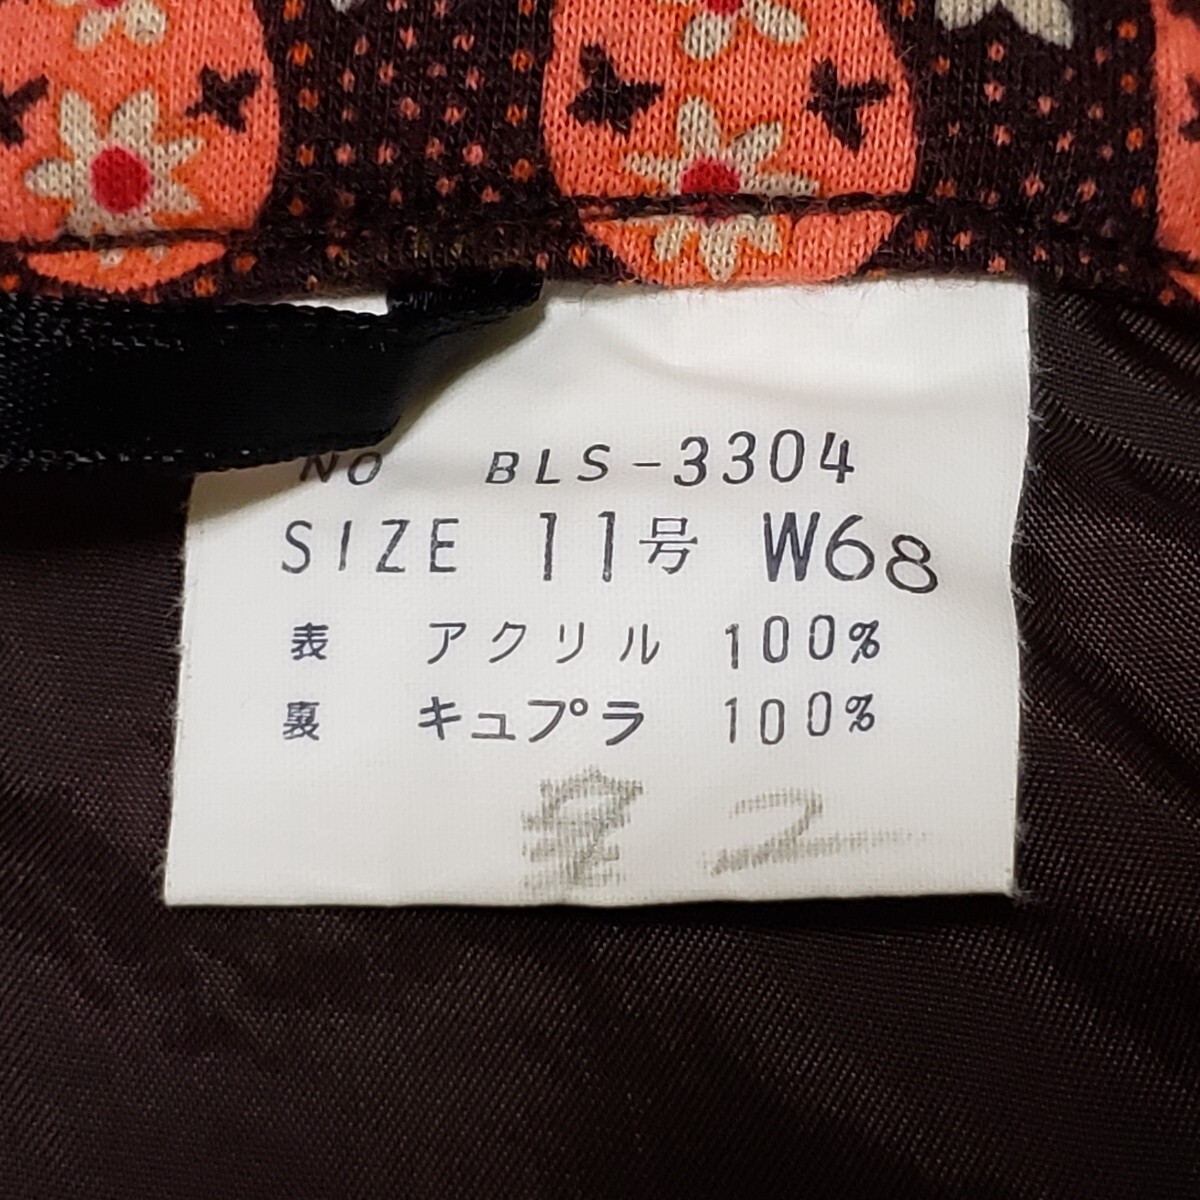 NO BLS-3304
SIZE 11号 W68
表 アクリル 100%
裏 キュプラ 100%
2